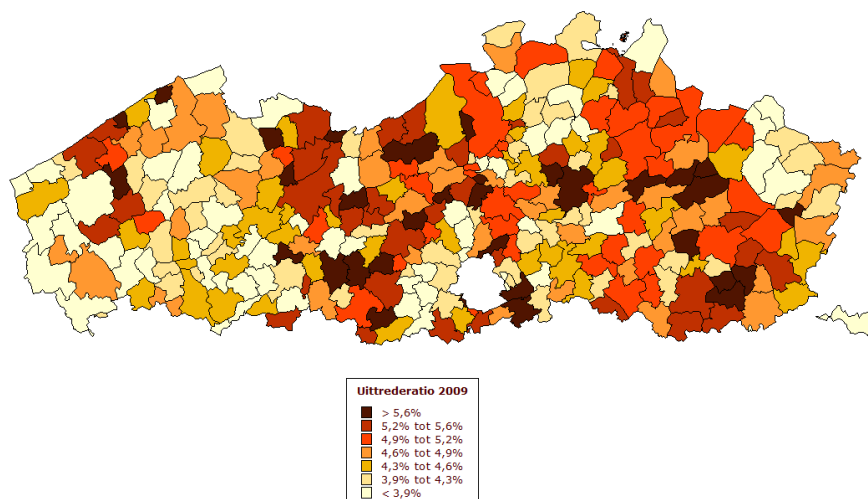 Uittrederatio 2009
> 5,6%
5,2% tot 5,6%
4,9% tot 5,2%
4,6% tot 4,9%
4,3% tot 4,6%
3,9% tot 4,3%
< 3,9%